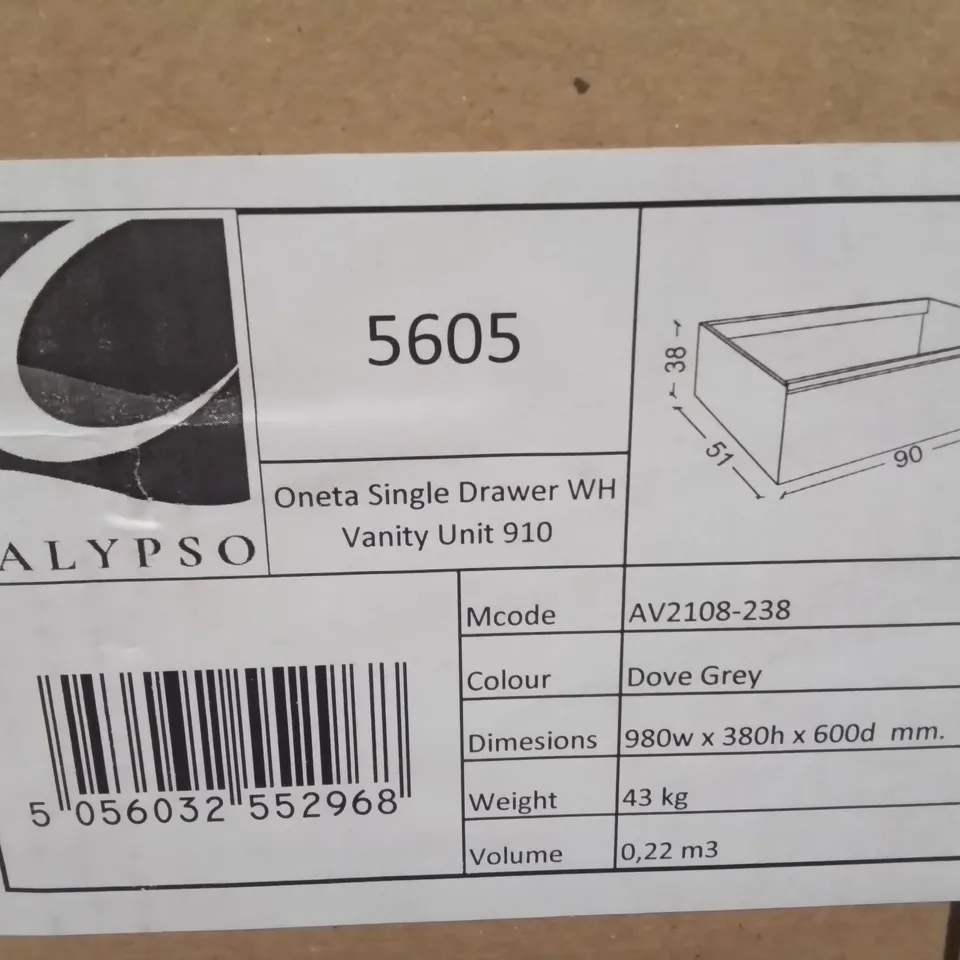 5605
38
51
90
Oneta Single Drawer WH
Vanity Unit 910
ALYPSO
Mcode AV2108-238
Colour Dove Grey
Dimesions 980w x 380h x 600d mm.
Weight 43 kg
Volume 0,22 m3
5 056032 552968